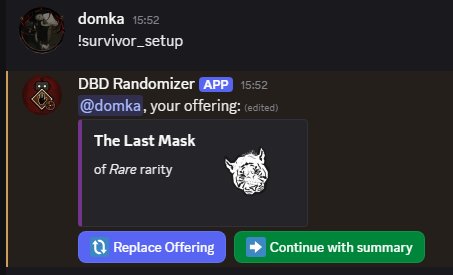 domka 15:52
!survivor_setup
DBD Randomizer APP 15:52
@domka, your offering: (edited)
The Last Mask
of Rare rarity
Replace Offering
Continue with summary